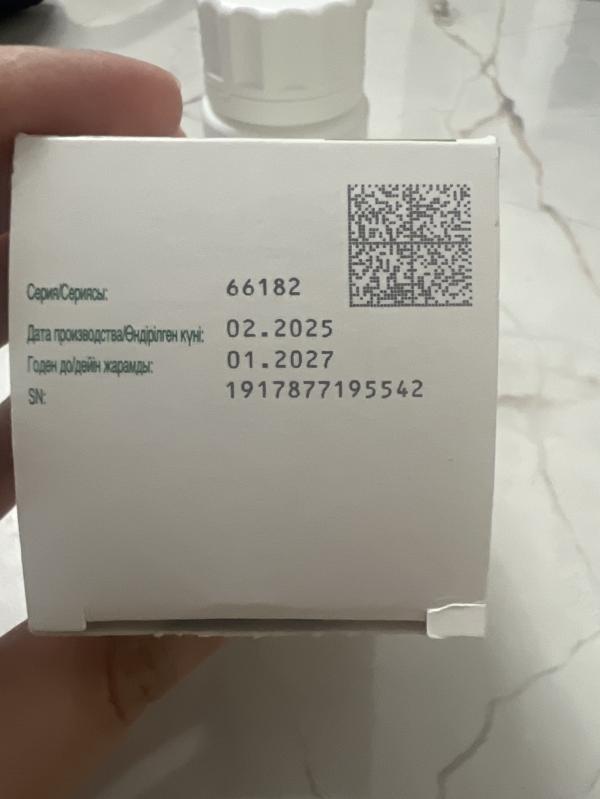 Серия/Сериясы: 66182
Дата производства/Өндірілген күні: 02.2025
Годен до/дейін жарамды: 01.2027
SN: 1917877195542